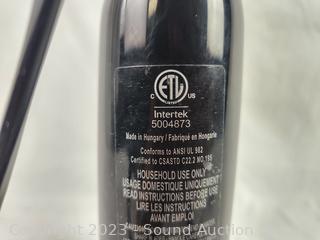 ETL
C US
LISTED
Intertek
5004873
Made in Hungary / Fabriqué en Hongrie
Conforms to ANSI UL 982
Certified to CSASTD C22.2 NO.195
HOUSEHOLD USE ONLY
USAGE DOMESTIQUE UNIQUEMENT
READ INSTRUCTIONS BEFORE USE
LIRE LES INSTRUCTIONS
AVANT EMPLOI
Copyright 2023 Sound Auction